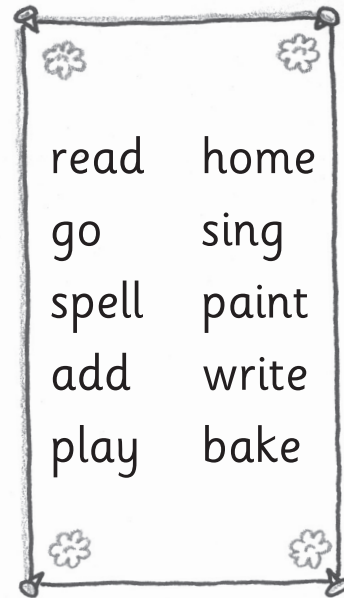 read home
go sing
spell paint
add write
play bake